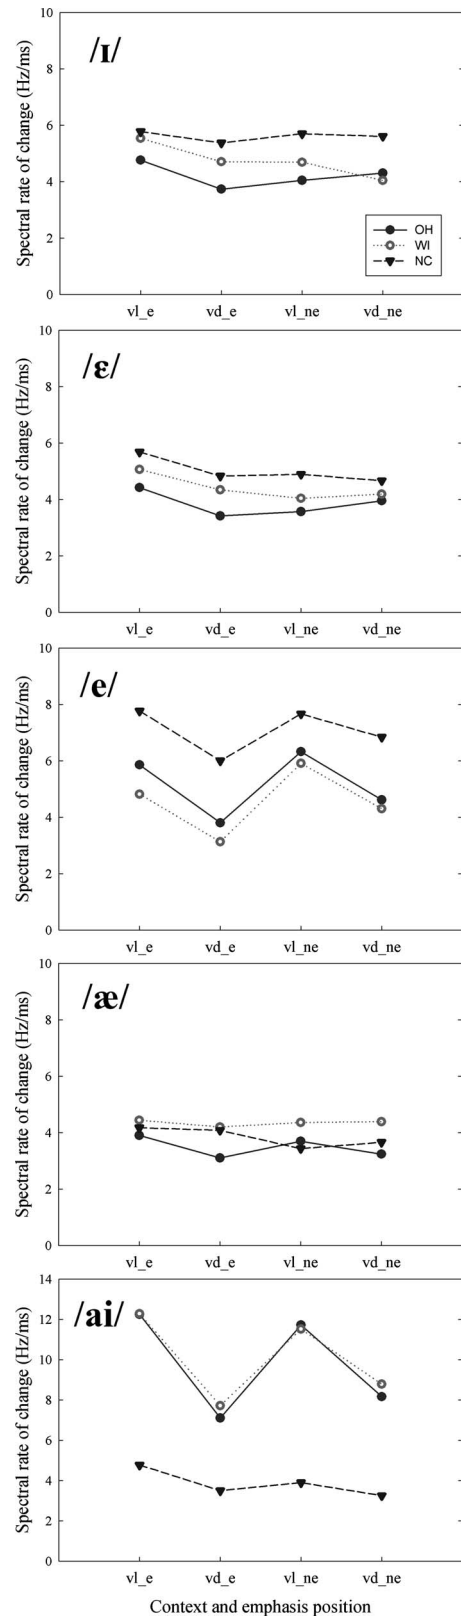 10
/ɪ/
8
6
4
2
0
Spectral rate of change (Hz/ms)
OH
WI
NC
vl_e vd_e vl_ne vd_ne
10
/ɛ/
8
6
4
2
0
Spectral rate of change (Hz/ms)
vl_e vd_e vl_ne vd_ne
10
/e/
8
6
4
2
0
Spectral rate of change (Hz/ms)
vl_e vd_e vl_ne vd_ne
10
/æ/
8
6
4
2
0
Spectral rate of change (Hz/ms)
vl_e vd_e vl_ne vd_ne
14
/ai/
12
10
8
6
4
2
0
Spectral rate of change (Hz/ms)
vl_e vd_e vl_ne vd_ne
Context and emphasis position